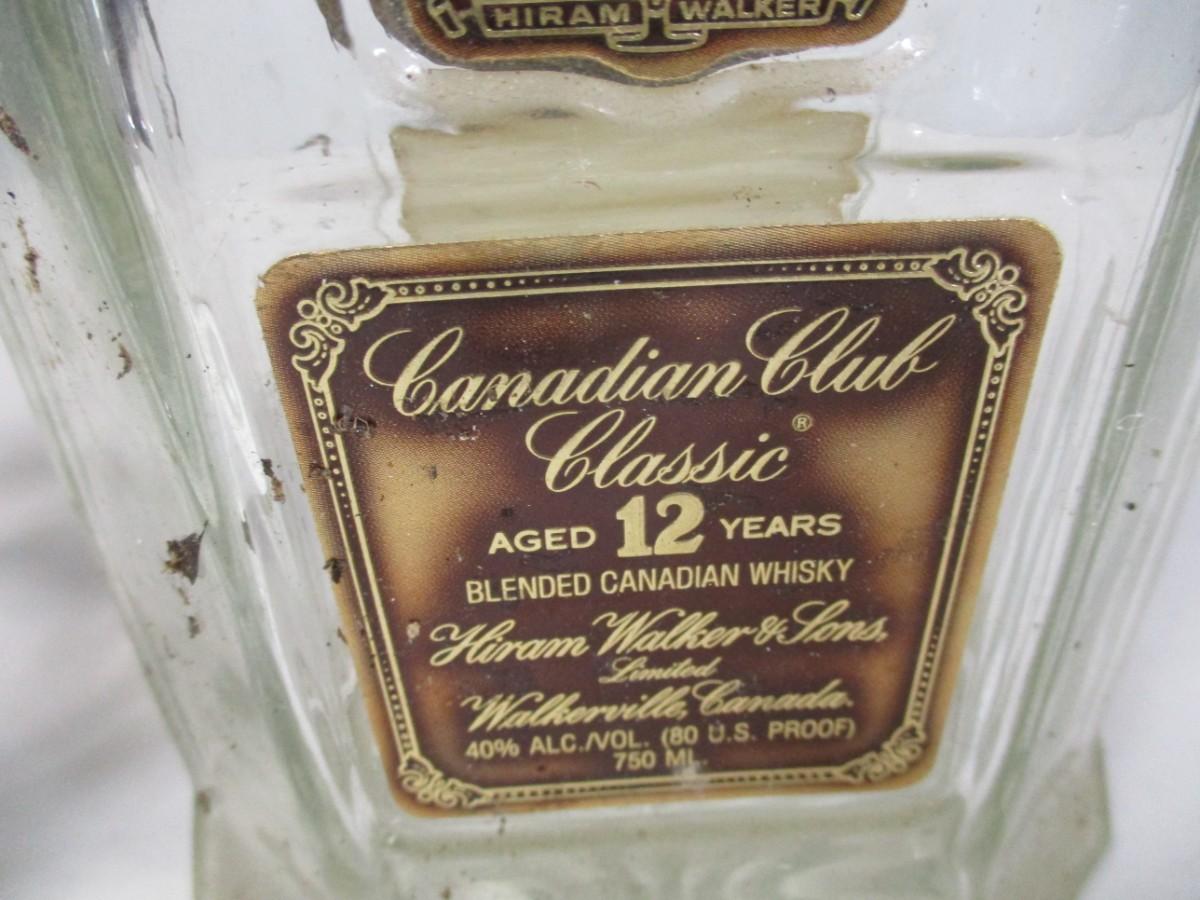 HIRAM WALKER
Canadian Club
Classic®
AGED 12 YEARS
BLENDED CANADIAN WHISKY
Hiram Walker & Sons,
Limited
Walkerville, Canada.
40% ALC./VOL. (80 U.S. PROOF)
750 ML.